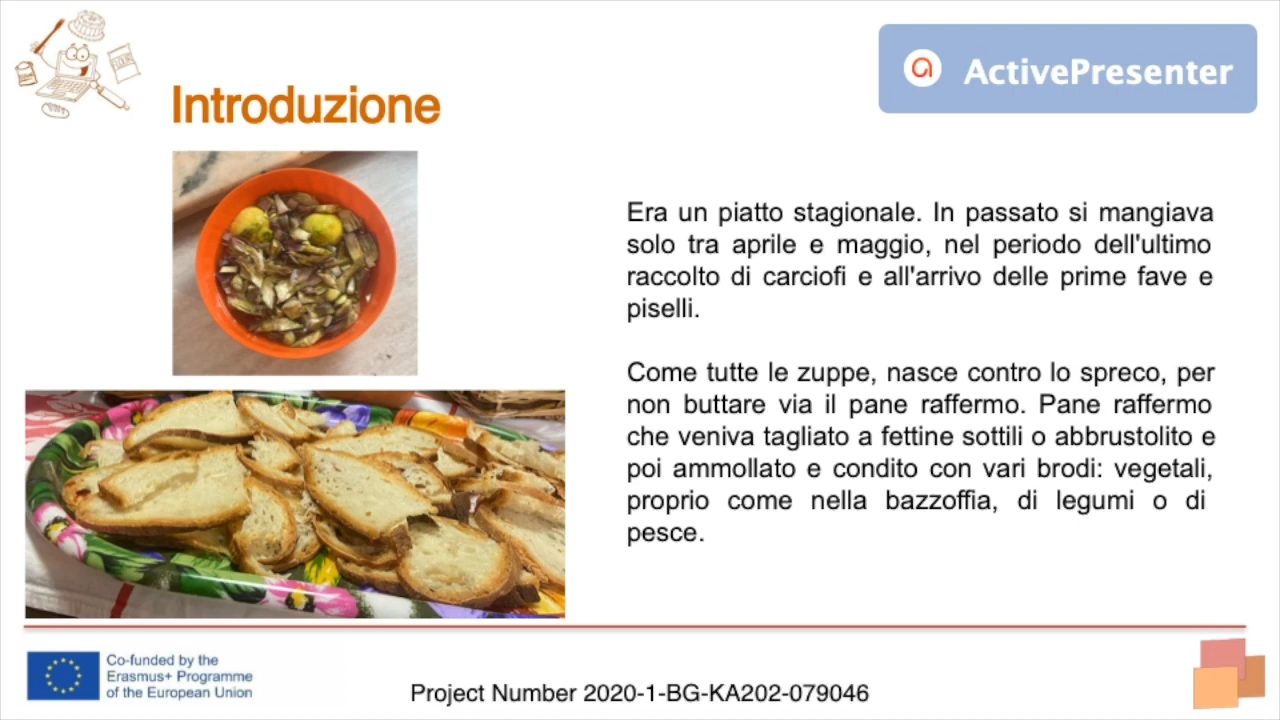 ActivePresenter
Introduzione
Era un piatto stagionale. In passato si mangiava
solo tra aprile e maggio, nel periodo dell'ultimo
raccolto di carciofi e all'arrivo delle prime fave e
piselli.
Come tutte le zuppe, nasce contro lo spreco, per
non buttare via il pane raffermo. Pane raffermo
che veniva tagliato a fettine sottili o abbrustolito e
poi ammollato e condito con vari brodi: vegetali,
proprio come nella bazzoffia, di legumi o di
pesce.
Co-funded by the
Erasmus+ Programme
of the European Union
Project Number 2020-1-BG-KA202-079046